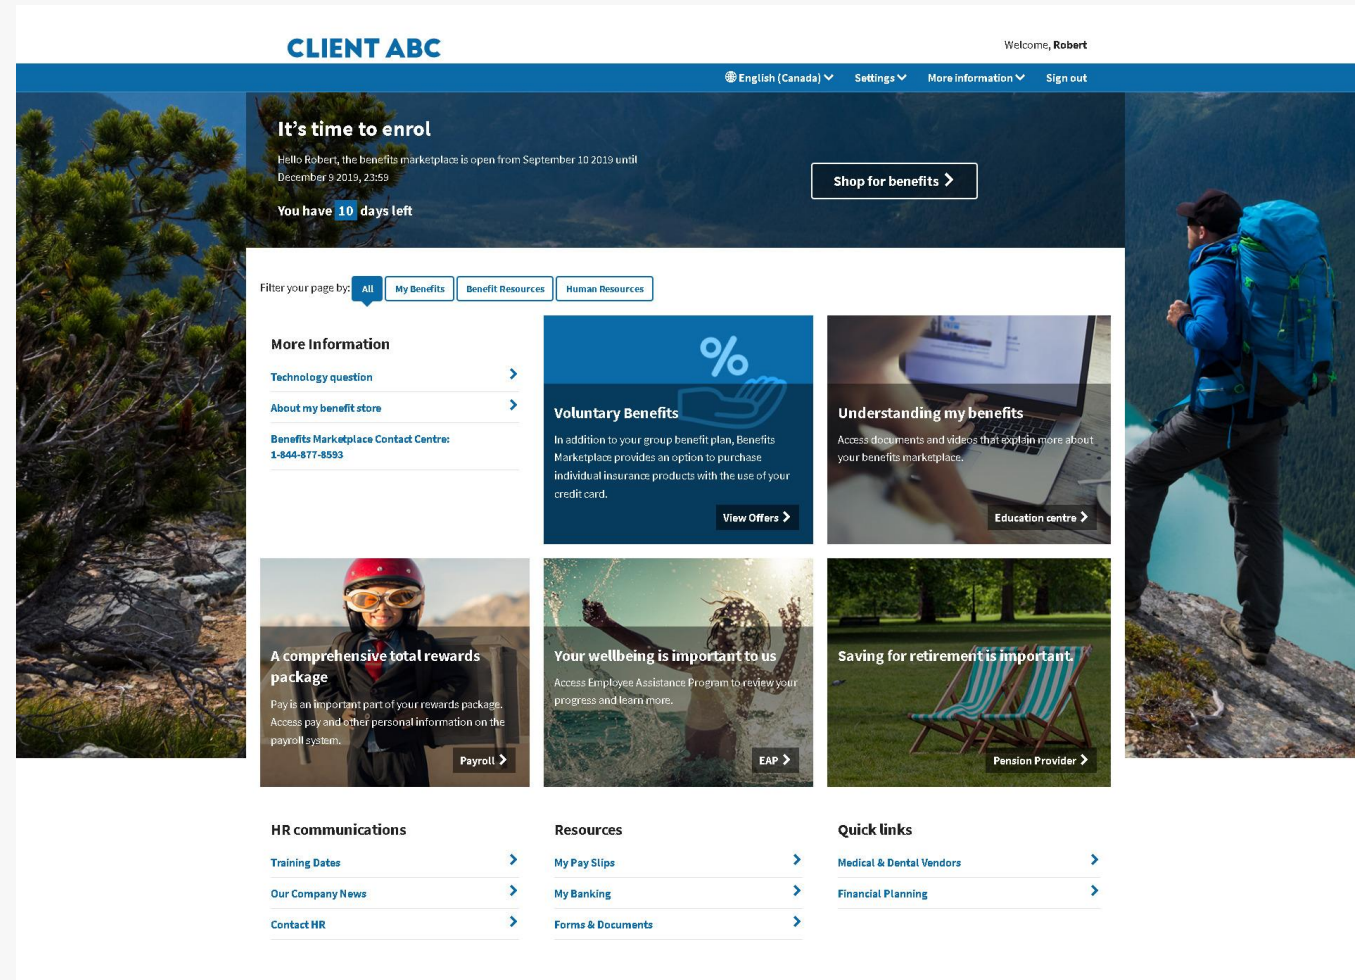 CLIENT ABC
Welcome, Robert
English (Canada)
Settings
More information
Sign out
It’s time to enrol
Hello Robert, the benefits marketplace is open from September 10 2019 until
December 9 2019, 23:59
You have 10 days left
Shop for benefits
Filter your page by:
All
My Benefits
Benefit Resources
Human Resources
More Information
Technology question
About my benefit store
Benefits Marketplace Contact Centre:
1-844-877-8593
%
Voluntary Benefits
In addition to your group benefit plan, Benefits
Marketplace provides an option to purchase
individual insurance products with the use of your
credit card.
View Offers
Understanding my benefits
Access documents and videos that explain more about
your benefits marketplace.
Education centre
A comprehensive total rewards
package
Pay is an important part of your rewards package.
Access pay and other personal information on the
payroll system.
Payroll
Your wellbeing is important to us
Access Employee Assistance Program to review your
progress and learn more.
EAP
Saving for retirement is important.
Pension Provider
HR communications
Training Dates
Our Company News
Contact HR
Resources
My Pay Slips
My Banking
Forms & Documents
Quick links
Medical & Dental Vendors
Financial Planning